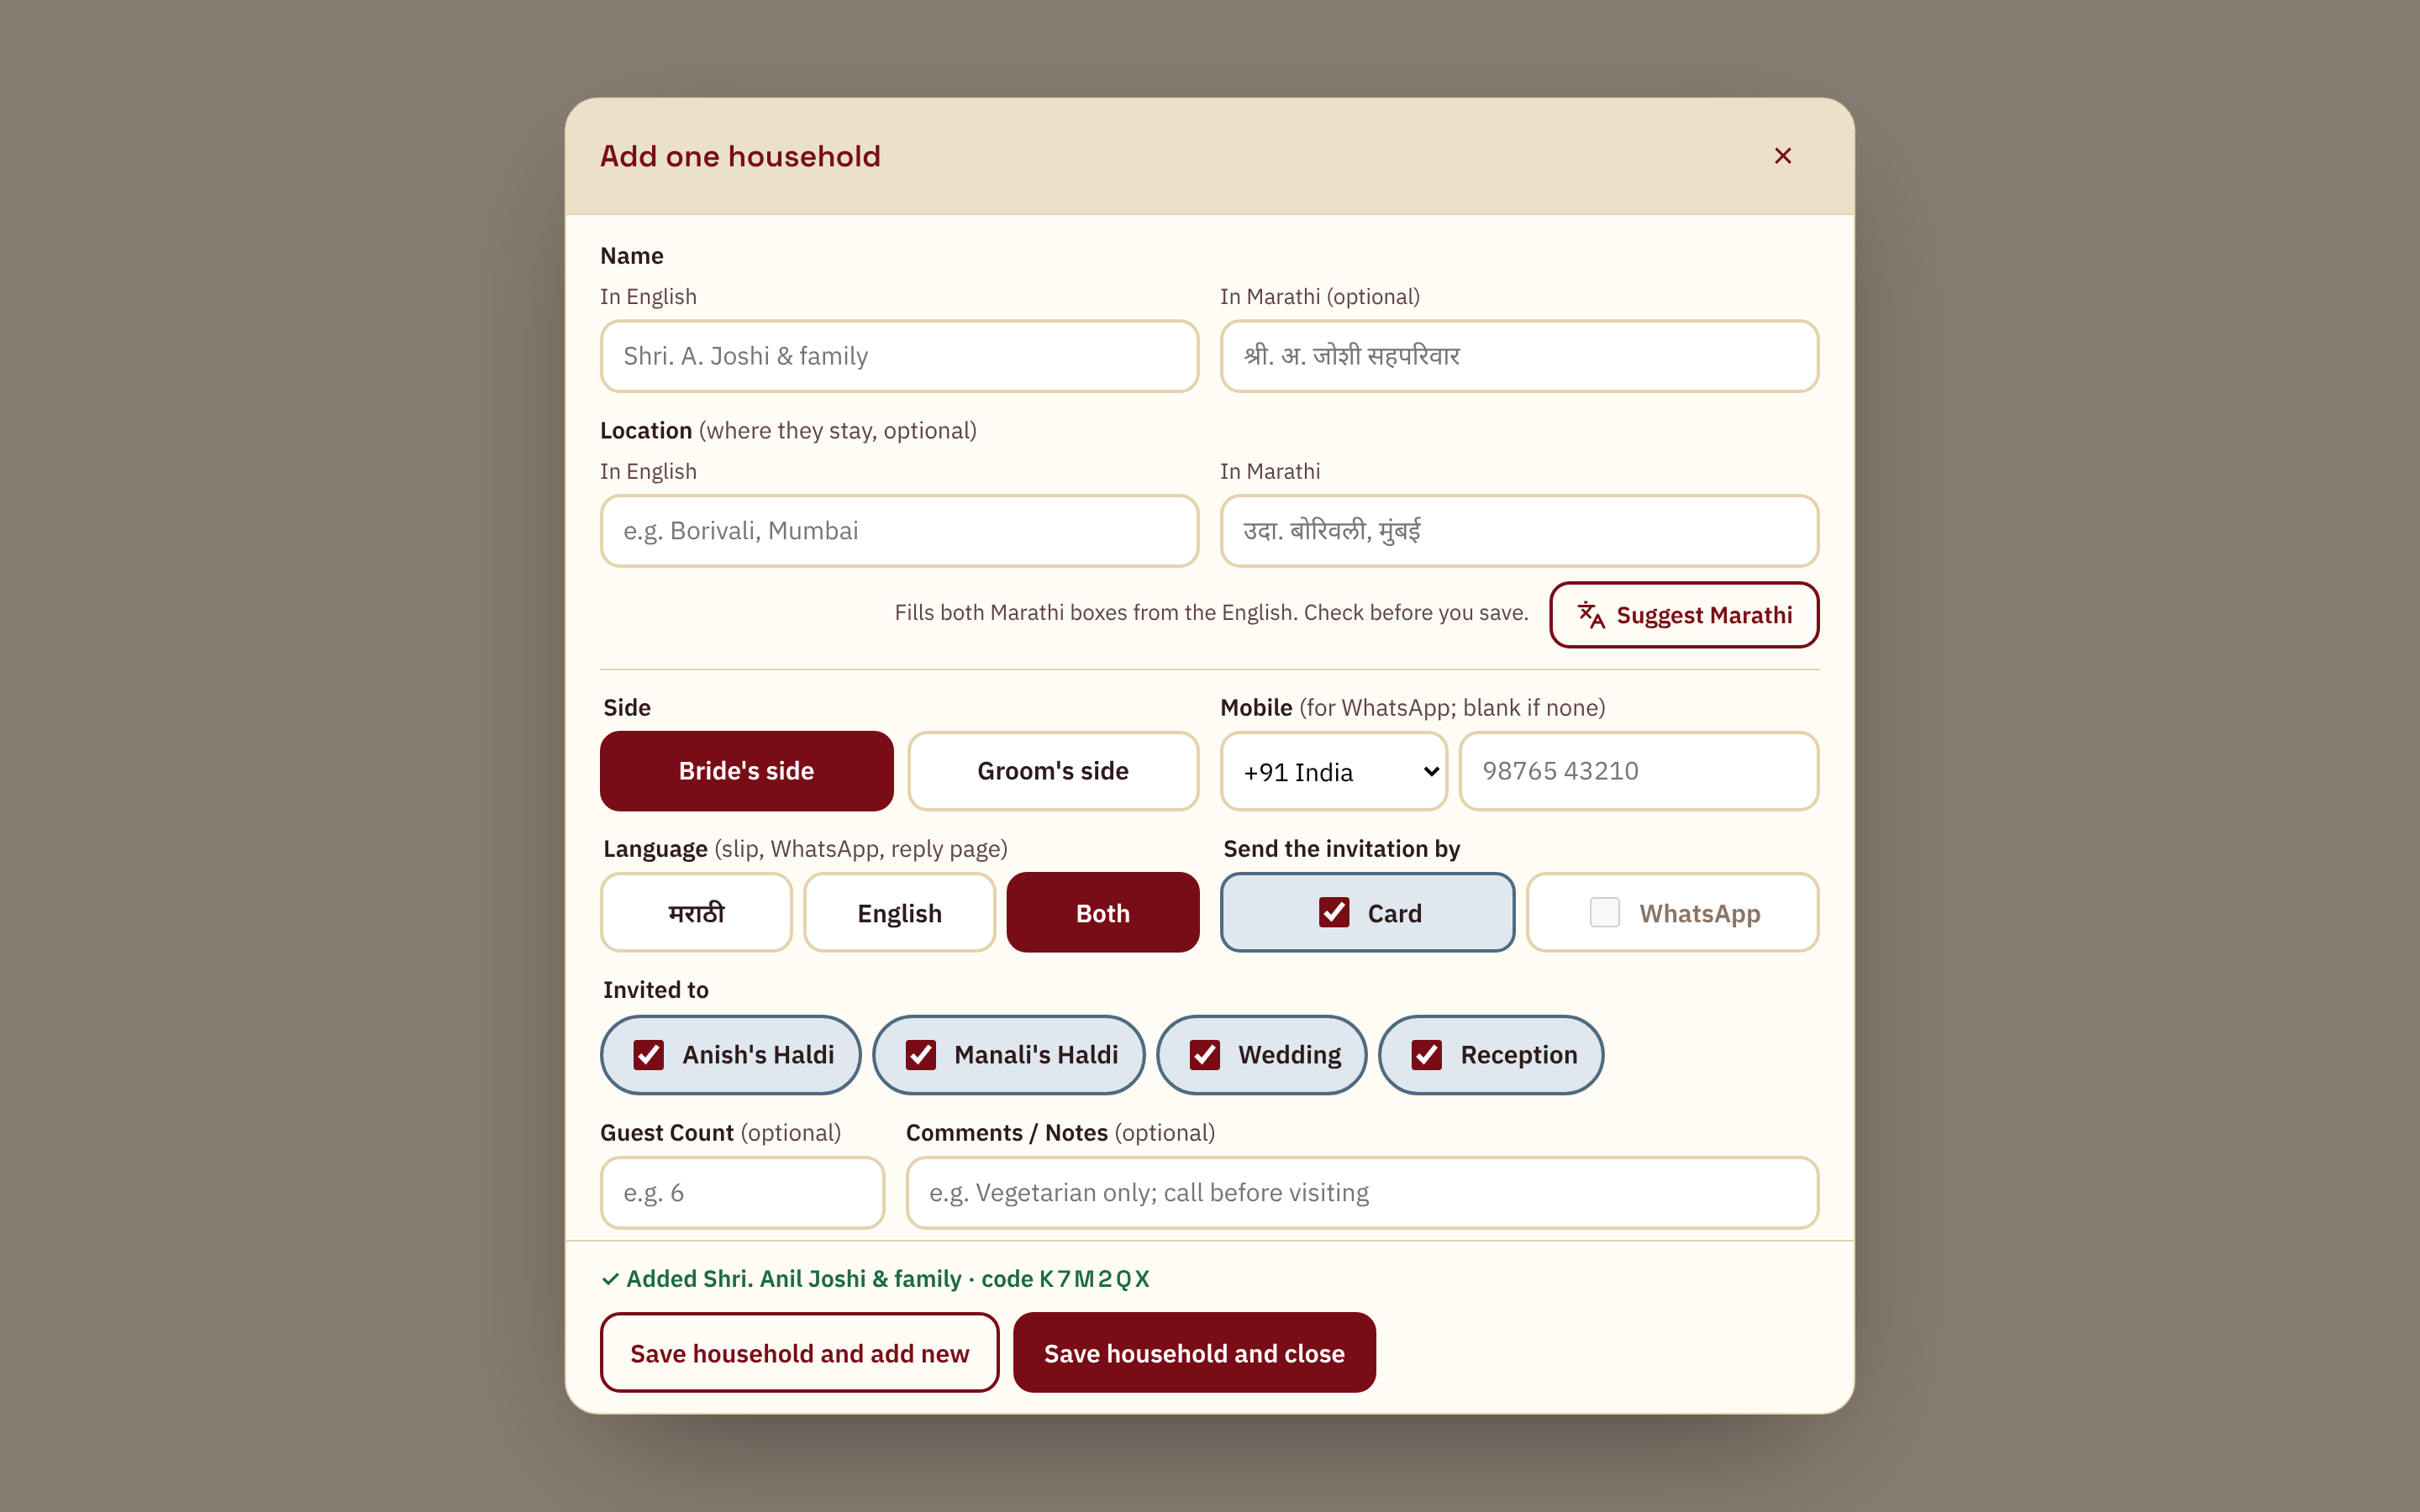 Add one household ×
Name
In English In Marathi (optional)
Shri. A. Joshi & family श्री. अ. जोशी सहपरिवार
Location (where they stay, optional)
In English In Marathi
e.g. Borivali, Mumbai उदा. बोरिवली, मुंबई
Fills both Marathi boxes from the English. Check before you save. Suggest Marathi
Side Mobile (for WhatsApp; blank if none)
Bride's side Groom's side +91 India 98765 43210
Language (slip, WhatsApp, reply page) Send the invitation by
मराठी English Both Card WhatsApp
Invited to
Anish's Haldi Manali's Haldi Wedding Reception
Guest Count (optional) Comments / Notes (optional)
e.g. 6 e.g. Vegetarian only; call before visiting
✓ Added Shri. Anil Joshi & family · code K7M2QX
Save household and add new Save household and close